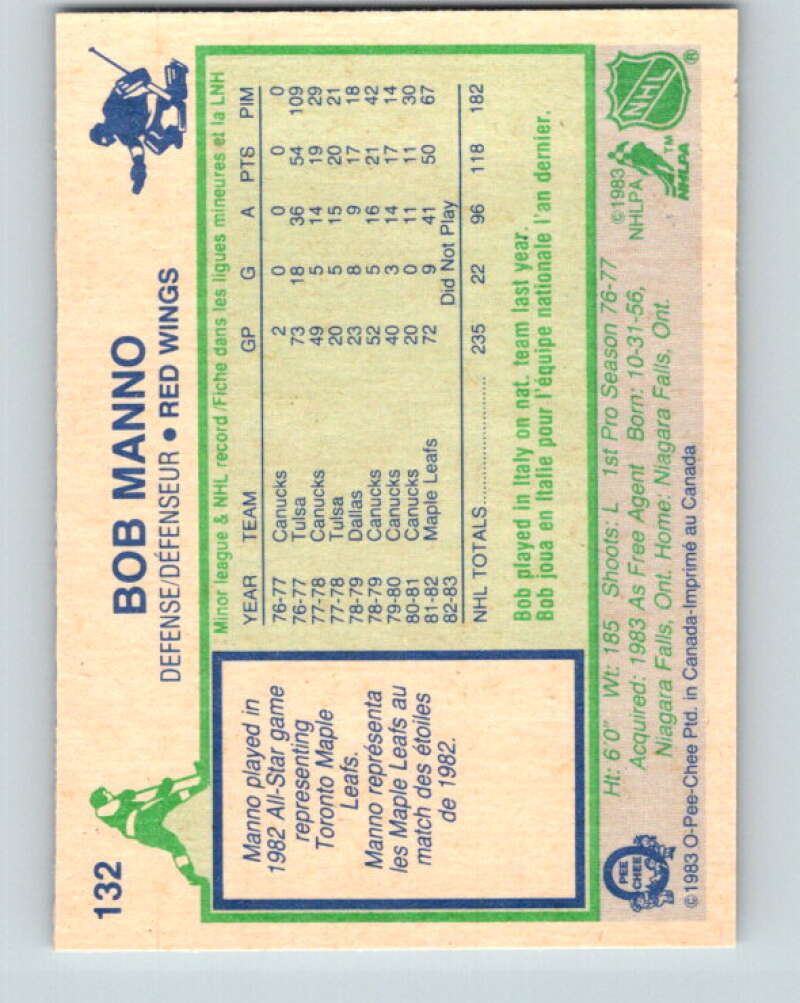 132
BOB MANNO
DEFENSE/DÉFENSEUR • RED WINGS
Manno played in
1982 All-Star game
representing
Toronto Maple
Leafs.
Manno représenta
les Maple Leafs au
match des étoiles
de 1982.
Minor league & NHL record/Fiche dans les ligues mineures et la LNH
YEAR TEAM GP G A PTS PIM
76-77 Canucks 2 0 0 0 0
76-77 Tulsa 73 18 36 54 109
77-78 Canucks 49 5 14 19 29
77-78 Tulsa 20 5 15 20 21
78-79 Dallas 23 8 9 17 18
78-79 Canucks 52 5 16 21 42
79-80 Canucks 40 3 14 17 14
80-81 Canucks 20 0 11 11 30
81-82 Maple Leafs 72 9 41 50 67
82-83 Did Not Play
NHL TOTALS 235 22 96 118 182
Bob played in Italy on nat. team last year.
Bob joua en Italie pour l'équipe nationale l'an dernier.
Ht: 6'0" Wt: 185 Shoots: L 1st Pro Season 76-77
Acquired: 1983 As Free Agent Born: 10-31-56,
Niagara Falls, Ont. Home: Niagara Falls, Ont.
©1983
NHLPA
NHL ®
NHLPA TM
O PEE CHEE
©1983 O-Pee-Chee Ptd. in Canada-Imprimé au Canada